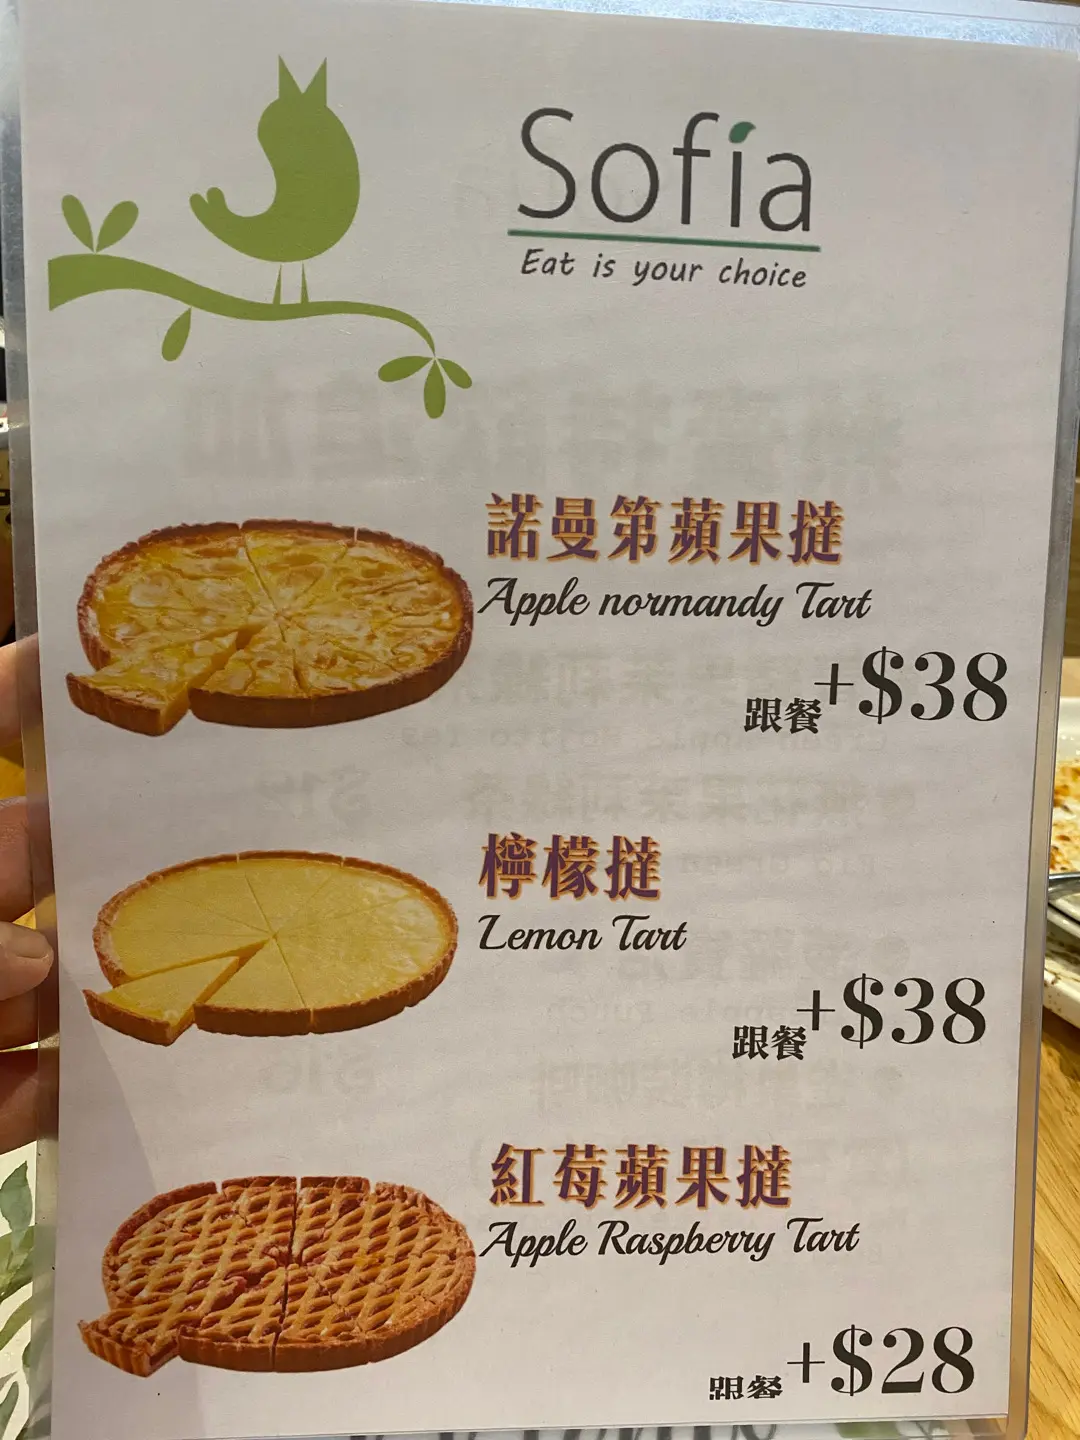 Sofia
Eat is your choice
諾曼第蘋果撻
Apple normandy Tart
跟餐+$38
檸檬撻
Lemon Tart
跟餐+$38
紅莓蘋果撻
Apple Raspberry Tart
跟餐+$28